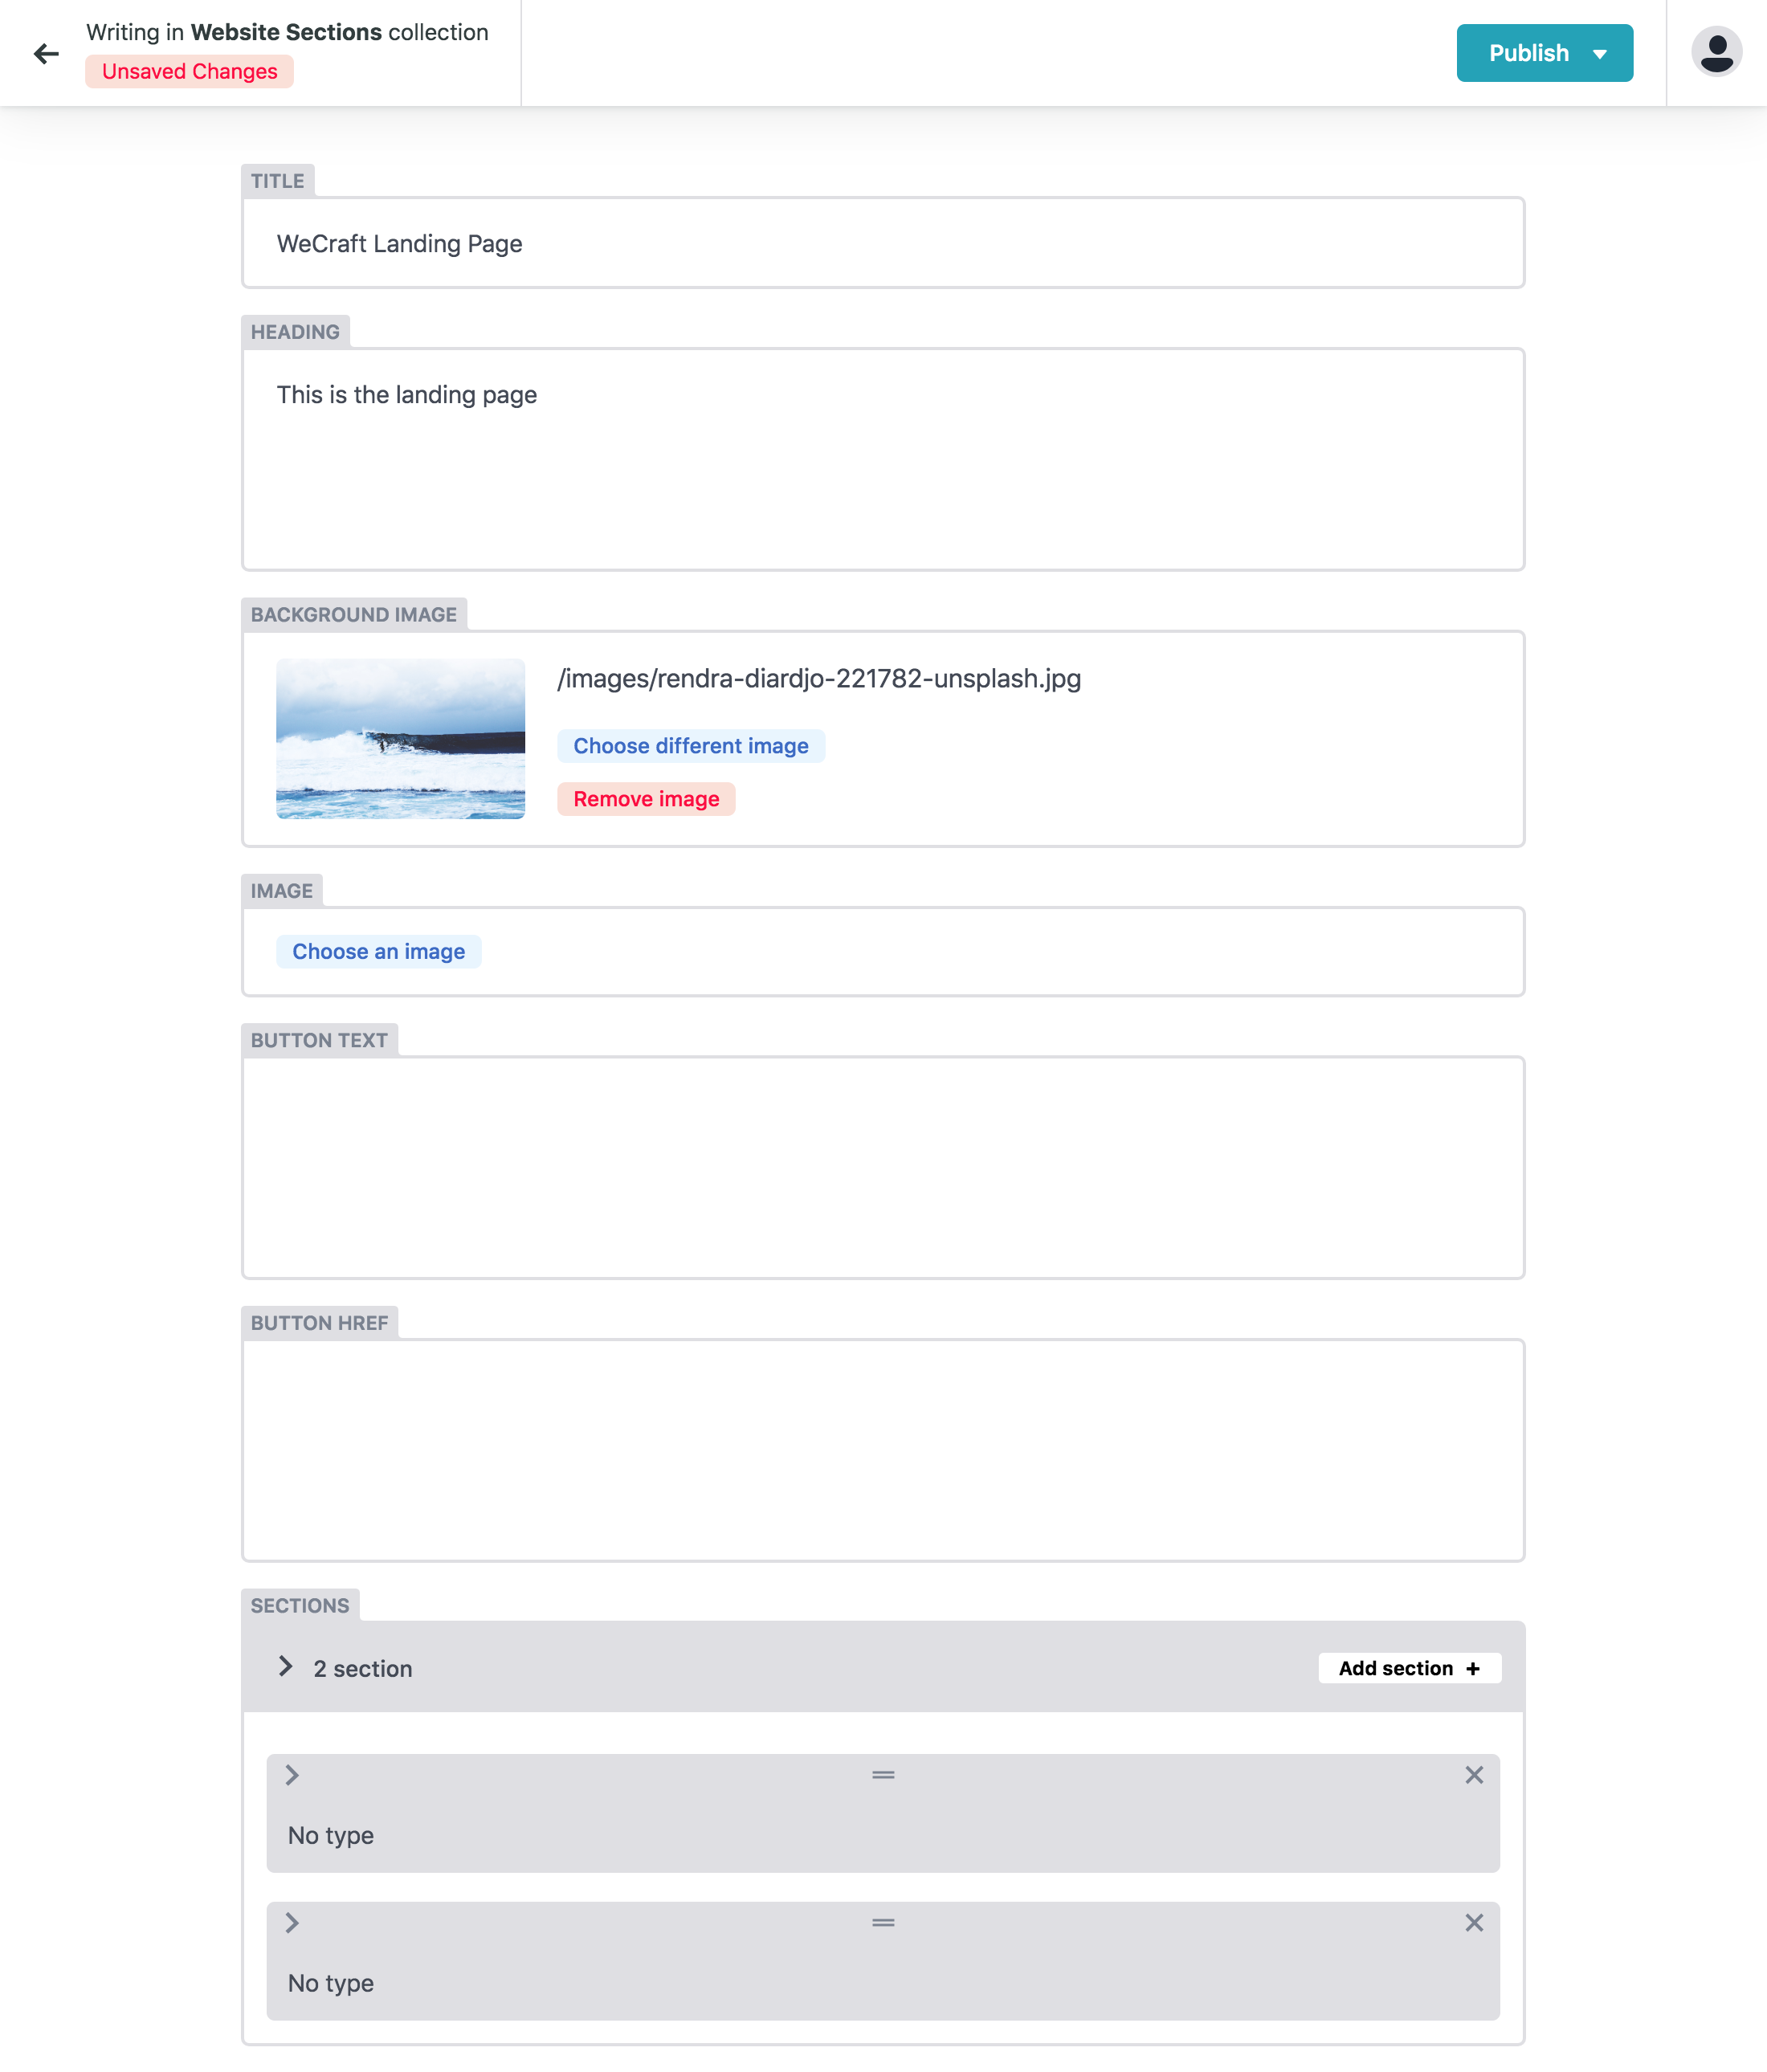 Writing in Website Sections collection
Unsaved Changes
Publish
TITLE
WeCraft Landing Page
HEADING
This is the landing page
BACKGROUND IMAGE
/images/rendra-diardjo-221782-unsplash.jpg
Choose different image
Remove image
IMAGE
Choose an image
BUTTON TEXT
BUTTON HREF
SECTIONS
2 section
Add section +
No type
No type